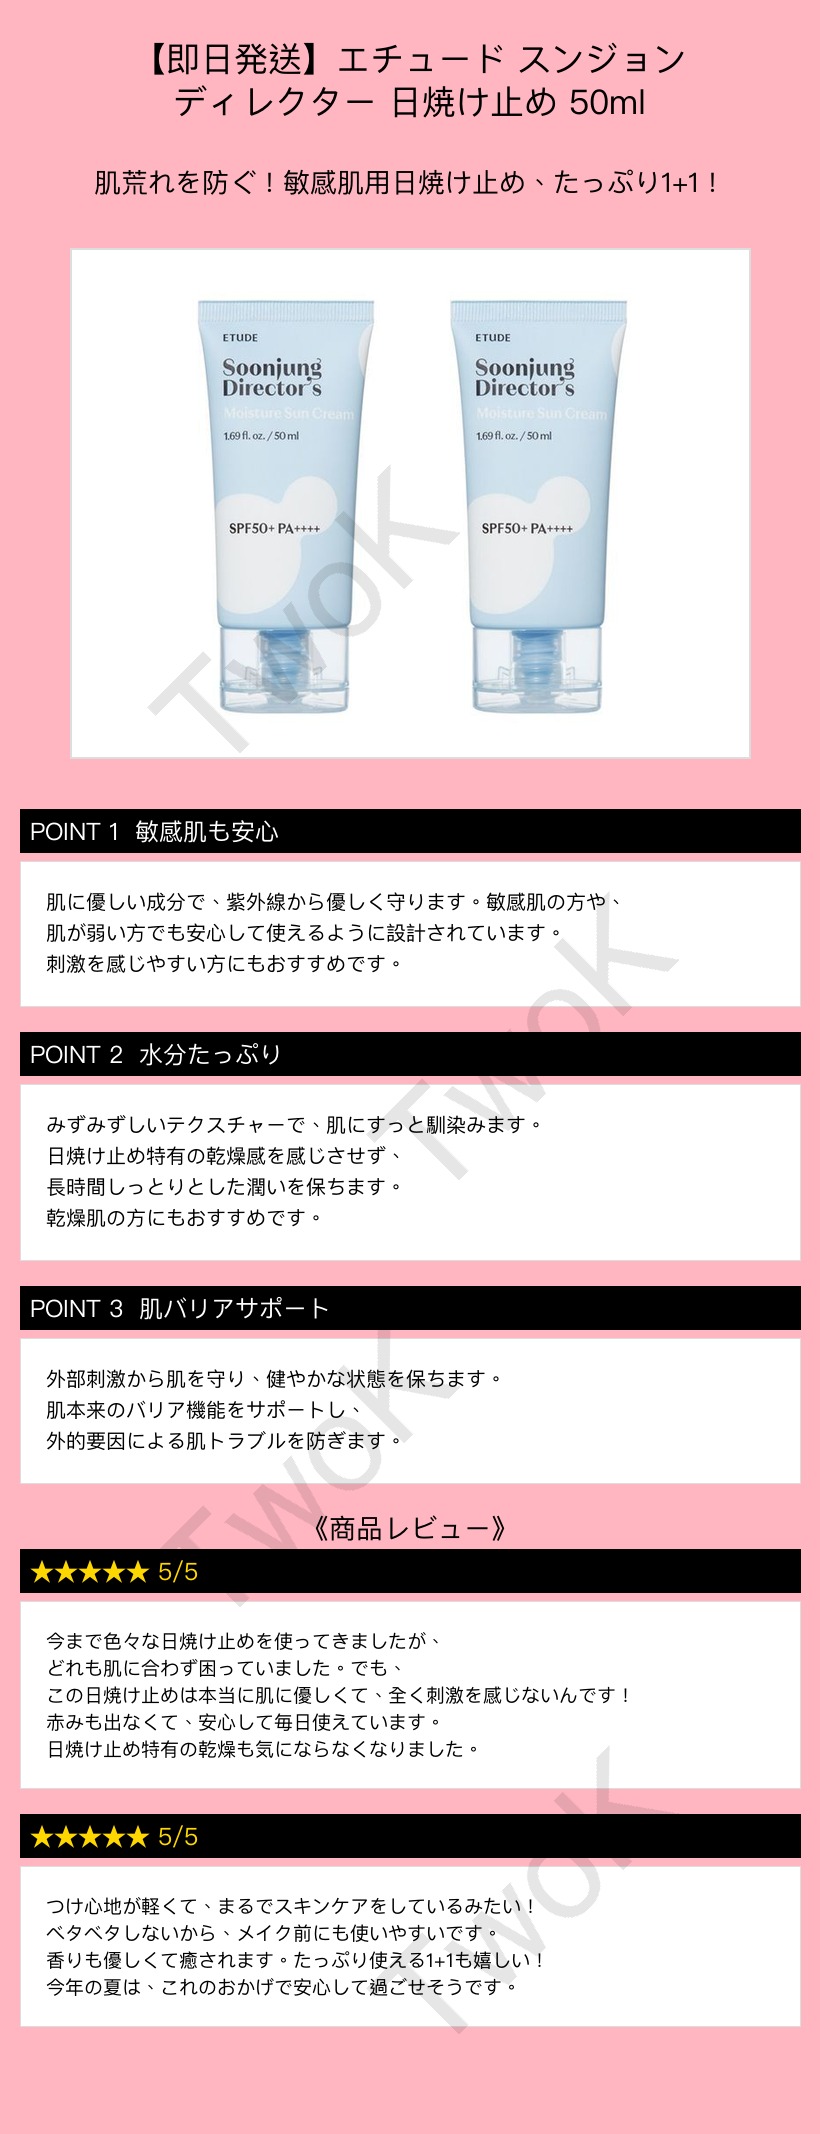 【即日発送】エチュード スンジョン
ディレクター 日焼け止め 50ml
肌荒れを防ぐ！敏感肌用日焼け止め、たっぷり1+1！
ETUDE
Soonjung
Director's
Moisture Sun Cream
1.69 fl. oz. / 50 ml
SPF50+ PA++++
ETUDE
Soonjung
Director's
Moisture Sun Cream
1.69 fl. oz. / 50 ml
SPF50+ PA++++
TwoK
POINT 1 敏感肌も安心
肌に優しい成分で、紫外線から優しく守ります。敏感肌の方や、
肌が弱い方でも安心して使えるように設計されています。
刺激を感じやすい方にもおすすめです。
TwoK
POINT 2 水分たっぷり
みずみずしいテクスチャーで、肌にすっと馴染みます。
日焼け止め特有の乾燥感を感じさせず、
長時間しっとりとした潤いを保ちます。
乾燥肌の方にもおすすめです。
POINT 3 肌バリアサポート
外部刺激から肌を守り、健やかな状態を保ちます。
肌本来のバリア機能をサポートし、
外的要因による肌トラブルを防ぎます。
TwoK
《商品レビュー》
★★★★★ 5/5
今まで色々な日焼け止めを使ってきましたが、
どれも肌に合わず困っていました。でも、
この日焼け止めは本当に肌に優しくて、全く刺激を感じないんです！
赤みも出なくて、安心して毎日使えています。
日焼け止め特有の乾燥も気にならなくなりました。
★★★★★ 5/5
つけ心地が軽くて、まるでスキンケアをしているみたい！
ベタベタしないから、メイク前にも使いやすいです。
香りも優しくて癒されます。たっぷり使える1+1も嬉しい！
今年の夏は、これのおかげで安心して過ごせそうです。
TwoK